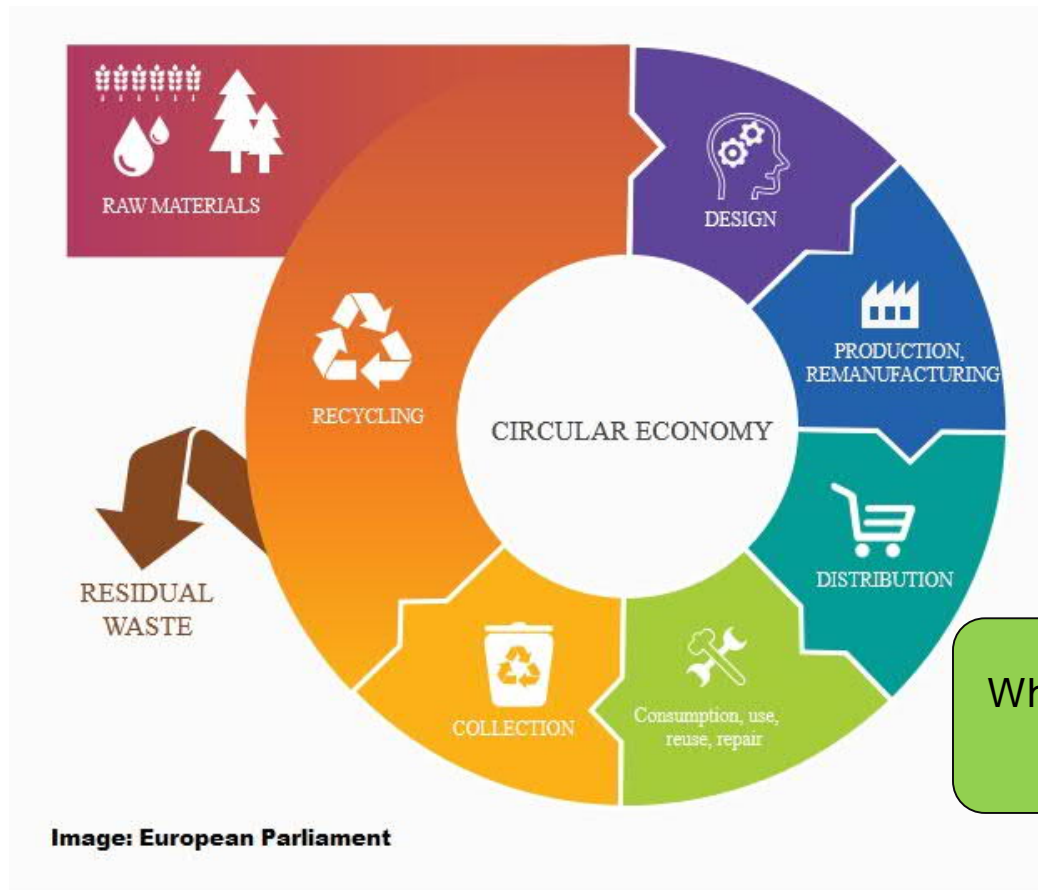 RAW MATERIALS
DESIGN
PRODUCTION,
REMANUFACTURING
RECYCLING
CIRCULAR ECONOMY
DISTRIBUTION
RESIDUAL
WASTE
Consumption, use,
reuse, repair
COLLECTION
Image: European Parliament